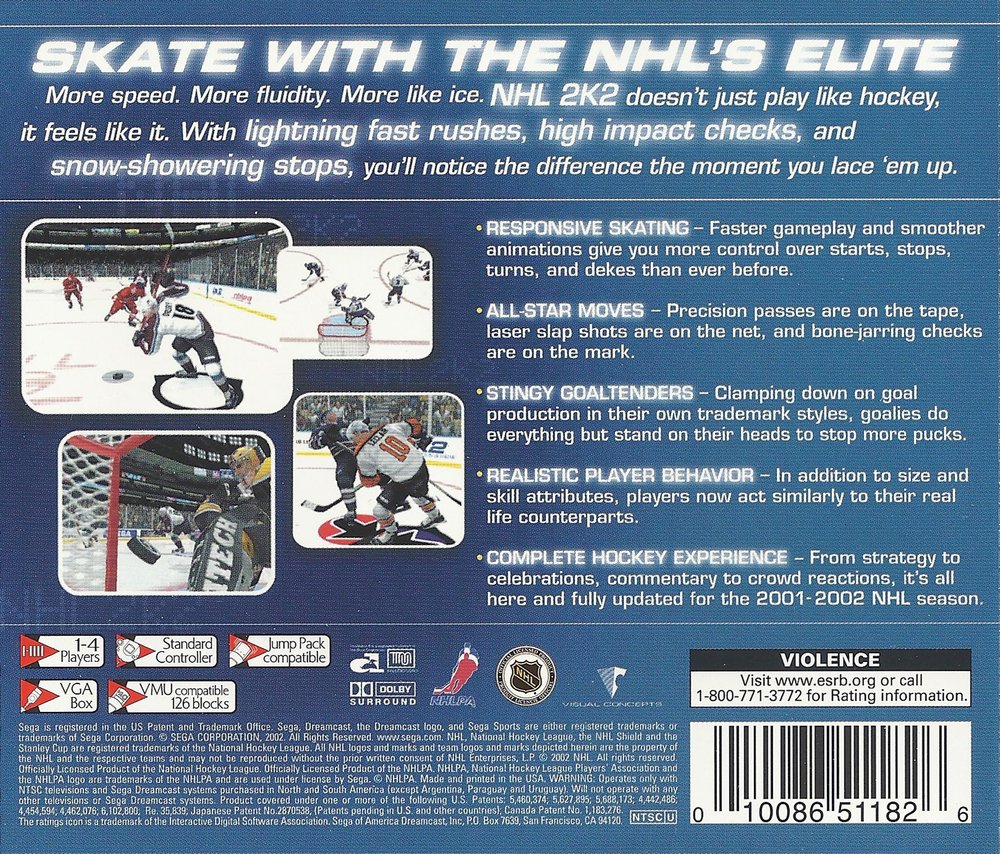 SKATE WITH THE NHL'S ELITE
More speed. More fluidity. More like ice. NHL 2K2 doesn't just play like hockey,
it feels like it. With lightning fast rushes, high impact checks, and
snow-showering stops, you'll notice the difference the moment you lace 'em up.
• RESPONSIVE SKATING – Faster gameplay and smoother
animations give you more control over starts, stops,
turns, and dekes than ever before.
• ALL-STAR MOVES – Precision passes are on the tape,
laser slap shots are on the net, and bone-jarring checks
are on the mark.
• STINGY GOALTENDERS – Clamping down on goal
production in their own trademark styles, goalies do
everything but stand on their heads to stop more pucks.
• REALISTIC PLAYER BEHAVIOR – In addition to size and
skill attributes, players now act similarly to their real
life counterparts.
• COMPLETE HOCKEY EXPERIENCE – From strategy to
celebrations, commentary to crowd reactions, it's all
here and fully updated for the 2001-2002 NHL season.
18
10
ITECH
NHL 2K2
1-4
Players
Standard
Controller
Jump Pack
compatible
VGA
Box
VMU compatible
126 blocks
DOLBY
SURROUND
NHLPA
NHL
VISUAL CONCEPTS
VIOLENCE
Visit www.esrb.org or call
1-800-771-3772 for Rating information.
Sega is registered in the US Patent and Trademark Office. Sega, Dreamcast, the Dreamcast logo, and Sega Sports are either registered trademarks or
trademarks of Sega Corporation. © SEGA CORPORATION, 2002. All Rights Reserved. www.sega.com. NHL, National Hockey League, the NHL Shield and the
Stanley Cup are registered trademarks of the National Hockey League. All NHL logos and marks and team logos and marks depicted herein are the property of
the NHL and the respective teams and may not be reproduced without the prior written consent of NHL Enterprises, L.P. © 2002 NHL. All Rights Reserved.
Officially Licensed Product of the National Hockey League. Officially Licensed Product of the NHLPA. NHLPA, National Hockey League Players' Association and
the NHLPA logo are trademarks of the NHLPA and are used under license by Sega. © NHLPA. Made and printed in the USA. WARNING: Operates only with
NTSC televisions and Sega Dreamcast systems purchased in North and South America (except Argentina, Paraguay and Uruguay). Will not operate with any
other televisions or Sega Dreamcast systems. Product covered under one or more of the following U.S. Patents: 5,460,374; 5,627,895; 5,688,173; 4,442,486;
4,454,594; 4,462,076; 6,102,800; Re. 35,839; Japanese Patent No. 2870538, (Patents pending in U.S. and other countries); Canada Patent No. 1,183,276.
The ratings icon is a trademark of the Interactive Digital Software Association. Sega of America Dreamcast, Inc, P.O. Box 7639, San Francisco, CA 94120.
NTSC U
0 10086 51182 6